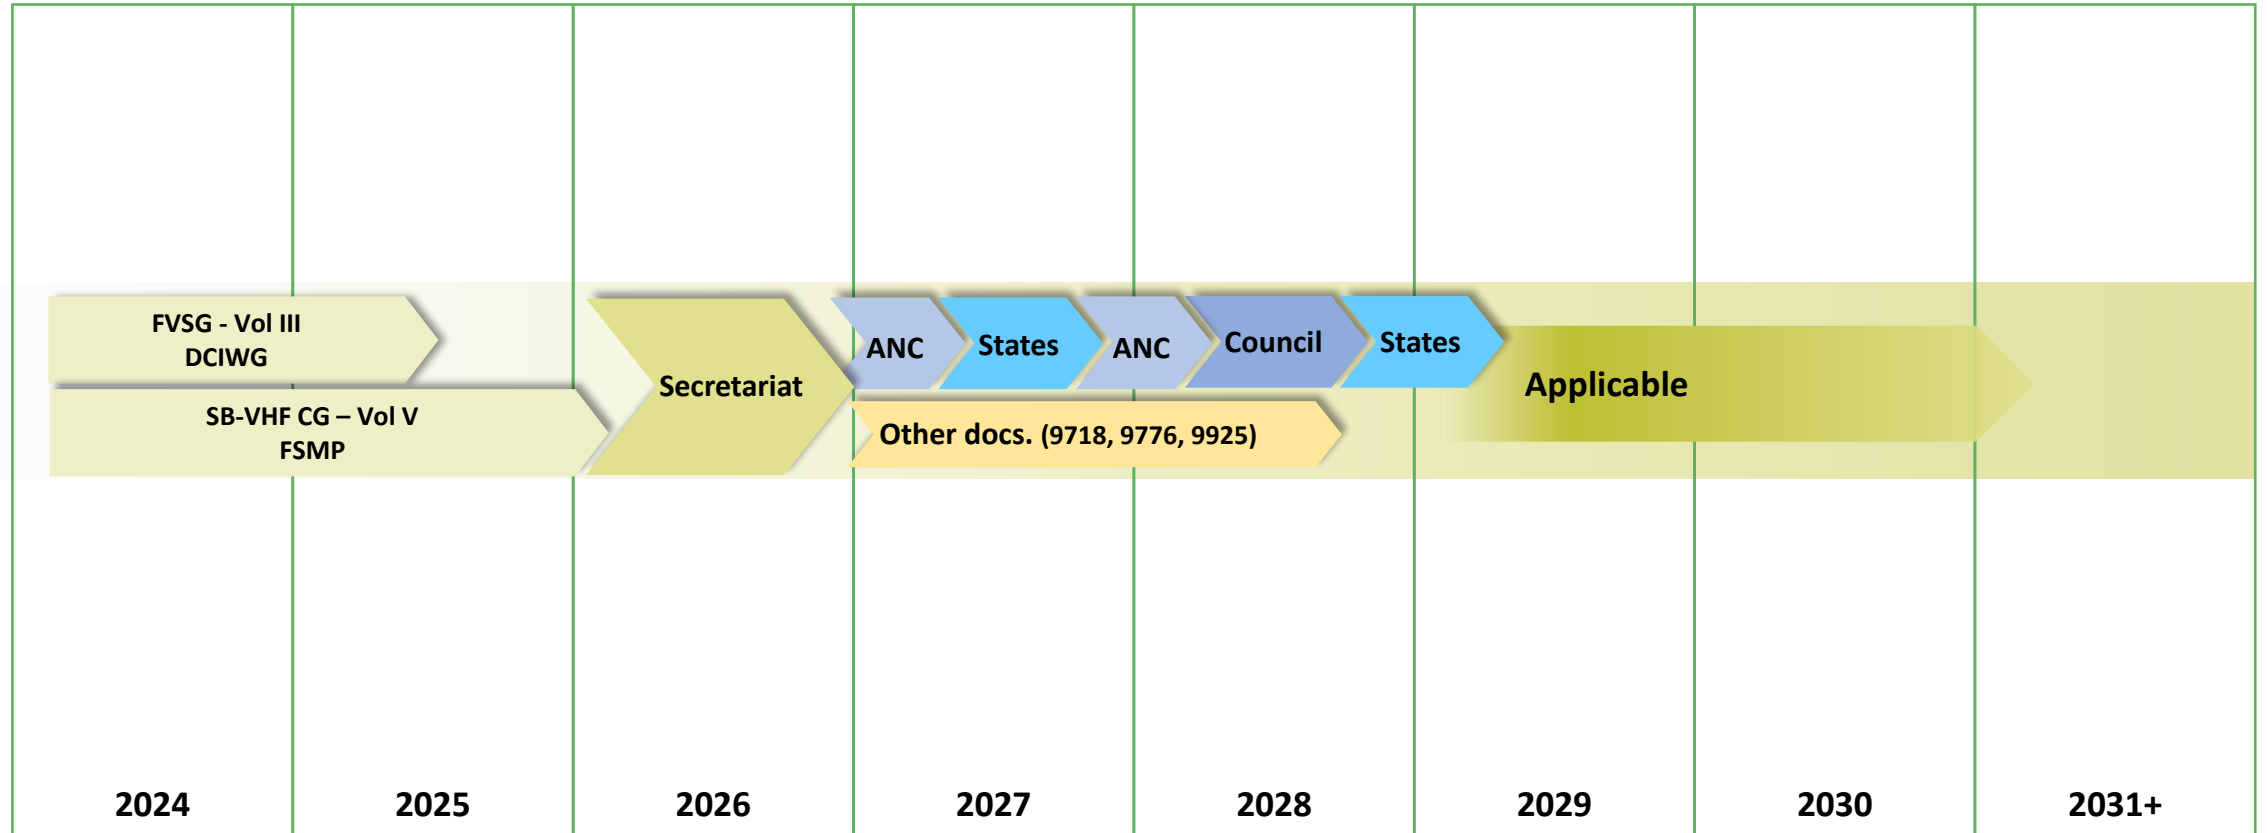 FVSG - Vol III
DCIWG
SB-VHF CG – Vol V
FSMP
Secretariat
ANC
States
ANC
Council
States
Other docs. (9718, 9776, 9925)
Applicable
2024
2025
2026
2027
2028
2029
2030
2031+